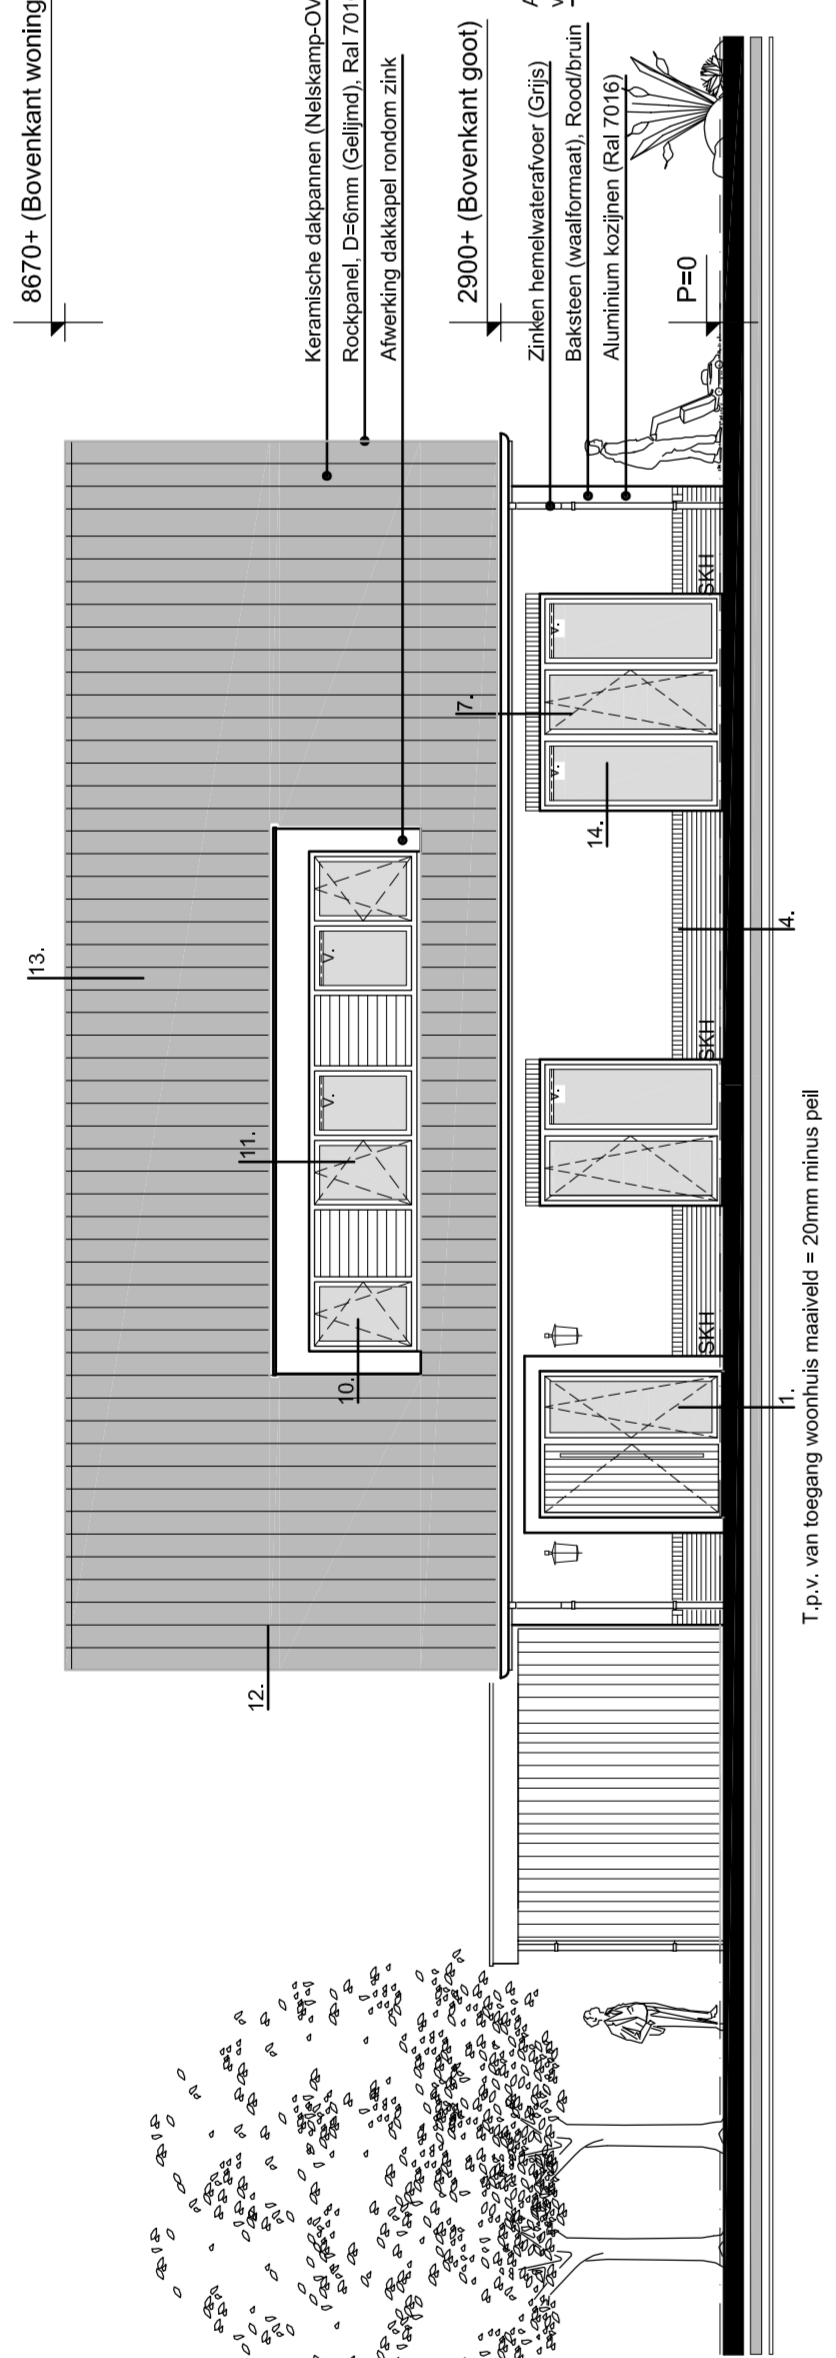 8670+ (Bovenkant woning
Keramische dakpannen (Nelskamp-OV
Rockpanel, D=6mm (Gelijmd), Ral 701
Afwerking dakkapel rondom zink
2900+ (Bovenkant goot)
Zinken hemelwaterafvoer (Grijs)
Baksteen (waalformaat), Rood/bruin
Aluminium kozijnen (Ral 7016)
P=0
13.
12.
11.
10.
7.
14.
v.
v.
v.
v.
v.
SKH
SKH
SKH
4.
1.
T.p.v. van toegang woonhuis maaiveld = 20mm minus peil